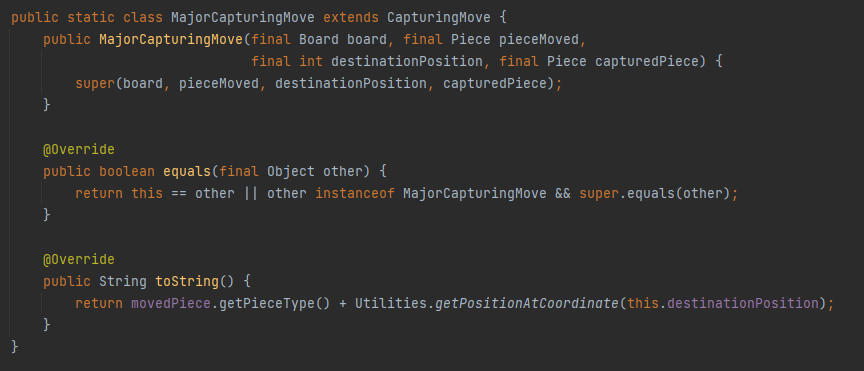 public static class MajorCapturingMove extends CapturingMove {
    public MajorCapturingMove(final Board board, final Piece pieceMoved,
                              final int destinationPosition, final Piece capturedPiece) {
        super(board, pieceMoved, destinationPosition, capturedPiece);
    }
    @Override
    public boolean equals(final Object other) {
        return this == other || other instanceof MajorCapturingMove && super.equals(other);
    }
    @Override
    public String toString() {
        return movedPiece.getPieceType() + Utilities.getPositionAtCoordinate(this.destinationPosition);
    }
}